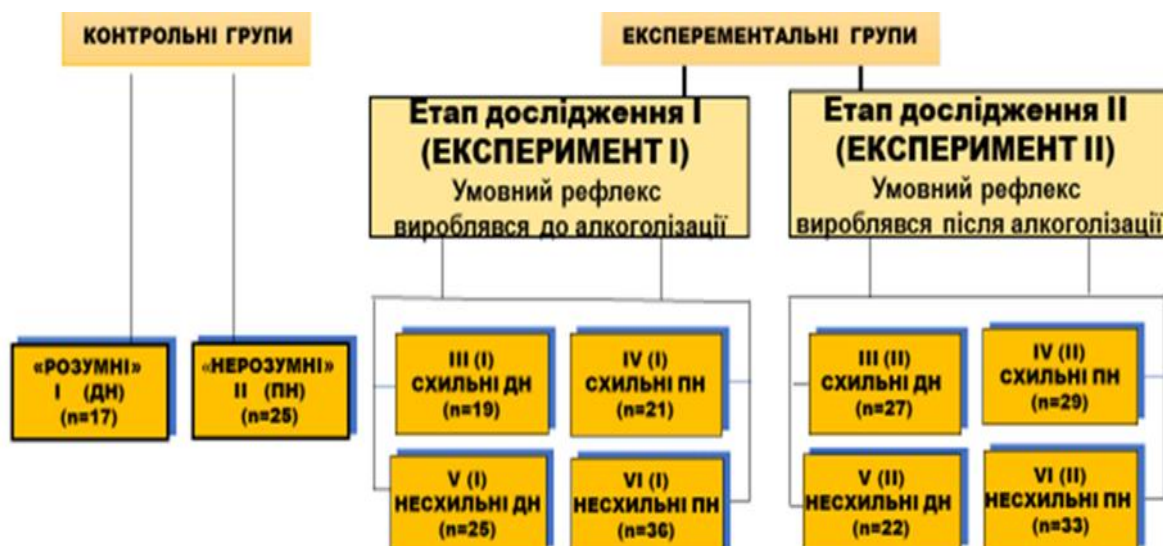 КОНТРОЛЬНІ ГРУПИ
ЕКСПЕРЕМЕНТАЛЬНІ ГРУПИ
Етап дослідження І
(ЕКСПЕРИМЕНТ І)
Умовний рефлекс
вироблявся до алкоголізації
Етап дослідження ІІ
(ЕКСПЕРИМЕНТ ІІ)
Умовний рефлекс
вироблявся після алкоголізації
«РОЗУМНІ»
І (ДН)
(n=17)
«НЕРОЗУМНІ»
ІІ (ПН)
(n=25)
ІІІ (І)
СХИЛЬНІ ДН
(n=19)
IV (І)
СХИЛЬНІ ПН
(n=21)
V (І)
НЕСХИЛЬНІ ДН
(n=25)
VI (І)
НЕСХИЛЬНІ ПН
(n=36)
ІІІ (ІІ)
СХИЛЬНІ ДН
(n=27)
IV (ІІ)
СХИЛЬНІ ПН
(n=29)
V (ІІ)
НЕСХИЛЬНІ ДН
(n=22)
VI (ІІ)
НЕСХИЛЬНІ ПН
(n=33)